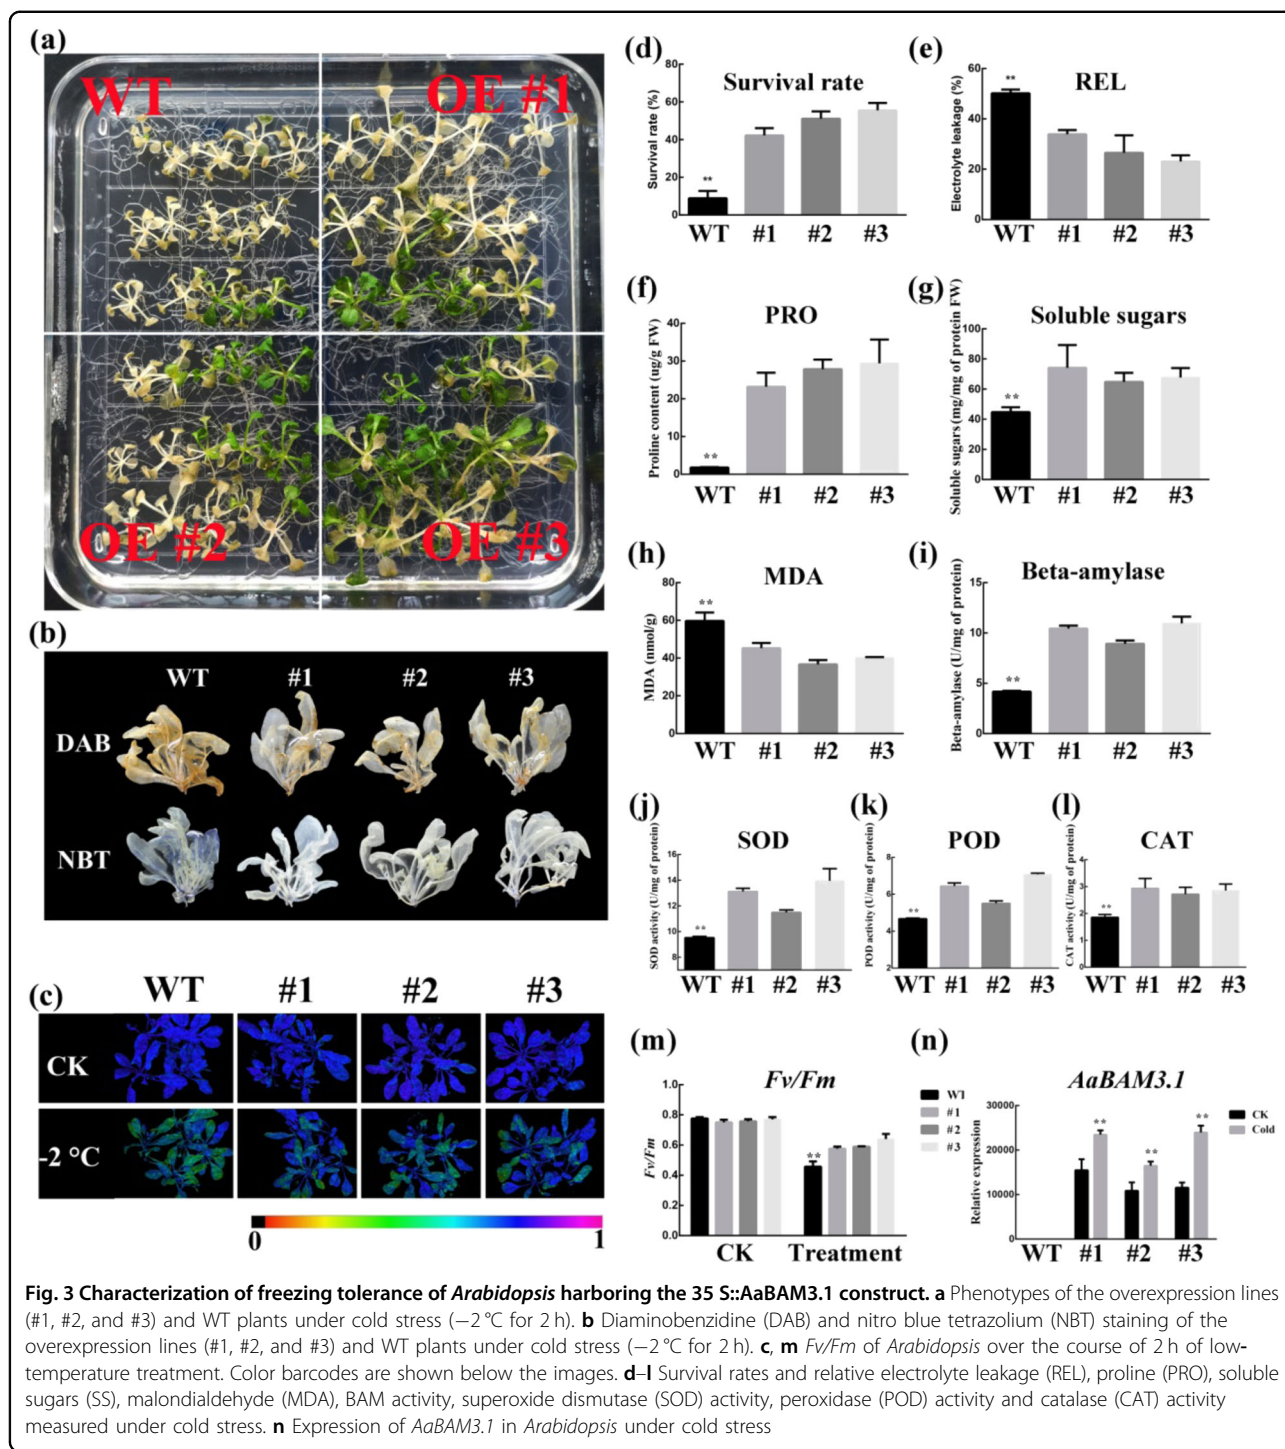 (a)
WT OE #1
OE #2 OE #3
(b)
WT #1 #2 #3
DAB
NBT
(c)
WT #1 #2 #3
CK
-2 °C
0 1
(d)
Survival rate
Survival rate (%)
80
60
40
20
0
**
WT #1 #2 #3
(e)
REL
Electrolyte leakage (%)
60
40
20
0
**
WT #1 #2 #3
(f)
PRO
Proline content (ug/g FW)
40
30
20
10
0
**
WT #1 #2 #3
(g)
Soluble sugars
Soluble sugars (mg/mg of protein FW)
100
80
60
40
20
0
**
WT #1 #2 #3
(h)
MDA
MDA (nmol/g)
80
60
40
20
0
**
WT #1 #2 #3
(i)
Beta-amylase
Beta-amylase (U/mg of protein)
15
10
5
0
**
WT #1 #2 #3
(j)
SOD
SOD activity (U/mg of protein)
16
14
12
10
8
**
WT #1 #2 #3
(k)
POD
POD activity (U/mg of protein)
8
6
4
2
**
WT #1 #2 #3
(l)
CAT
CAT activity (U/mg of protein)
4
3
2
1
0
**
WT #1 #2 #3
(m)
Fv/Fm
Fv/Fm
1.0
0.8
0.6
0.4
0.2
0.0
**
CK Treatment
WT
#1
#2
#3
(n)
AaBAM3.1
Relative expression
30000
20000
10000
0
** ** **
WT #1 #2 #3
CK
Cold
Fig. 3 Characterization of freezing tolerance of Arabidopsis harboring the 35 S::AaBAM3.1 construct. a Phenotypes of the overexpression lines
(#1, #2, and #3) and WT plants under cold stress (−2 °C for 2 h). b Diaminobenzidine (DAB) and nitro blue tetrazolium (NBT) staining of the
overexpression lines (#1, #2, and #3) and WT plants under cold stress (−2 °C for 2 h). c, m Fv/Fm of Arabidopsis over the course of 2 h of low-
temperature treatment. Color barcodes are shown below the images. d–l Survival rates and relative electrolyte leakage (REL), proline (PRO), soluble
sugars (SS), malondialdehyde (MDA), BAM activity, superoxide dismutase (SOD) activity, peroxidase (POD) activity and catalase (CAT) activity
measured under cold stress. n Expression of AaBAM3.1 in Arabidopsis under cold stress